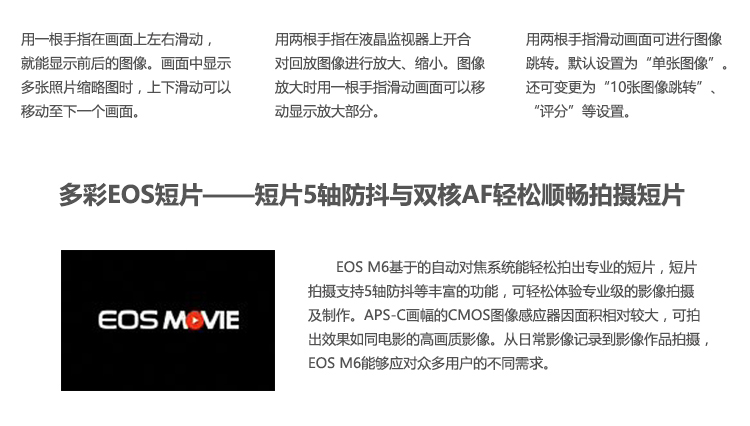 用一根手指在画面上左右滑动，
就能显示前后的图像。画面中显示
多张照片缩略图时，上下滑动可以
移动至下一个画面。
用两根手指在液晶监视器上开合
对回放图像进行放大、缩小。图像
放大时用一根手指滑动画面可以移
动显示放大部分。
用两根手指滑动画面可进行图像
跳转。默认设置为“单张图像”。
还可变更为“10张图像跳转”、
“评分”等设置。
多彩EOS短片——短片5轴防抖与双核AF轻松顺畅拍摄短片
EOS MOVIE
EOS M6基于的自动对焦系统能轻松拍出专业的短片，短片
拍摄支持5轴防抖等丰富的功能，可轻松体验专业级的影像拍摄
及制作。APS-C画幅的CMOS图像感应器因面积相对较大，可拍
出效果如同电影的高画质影像。从日常影像记录到影像作品拍摄，
EOS M6能够应对众多用户的不同需求。